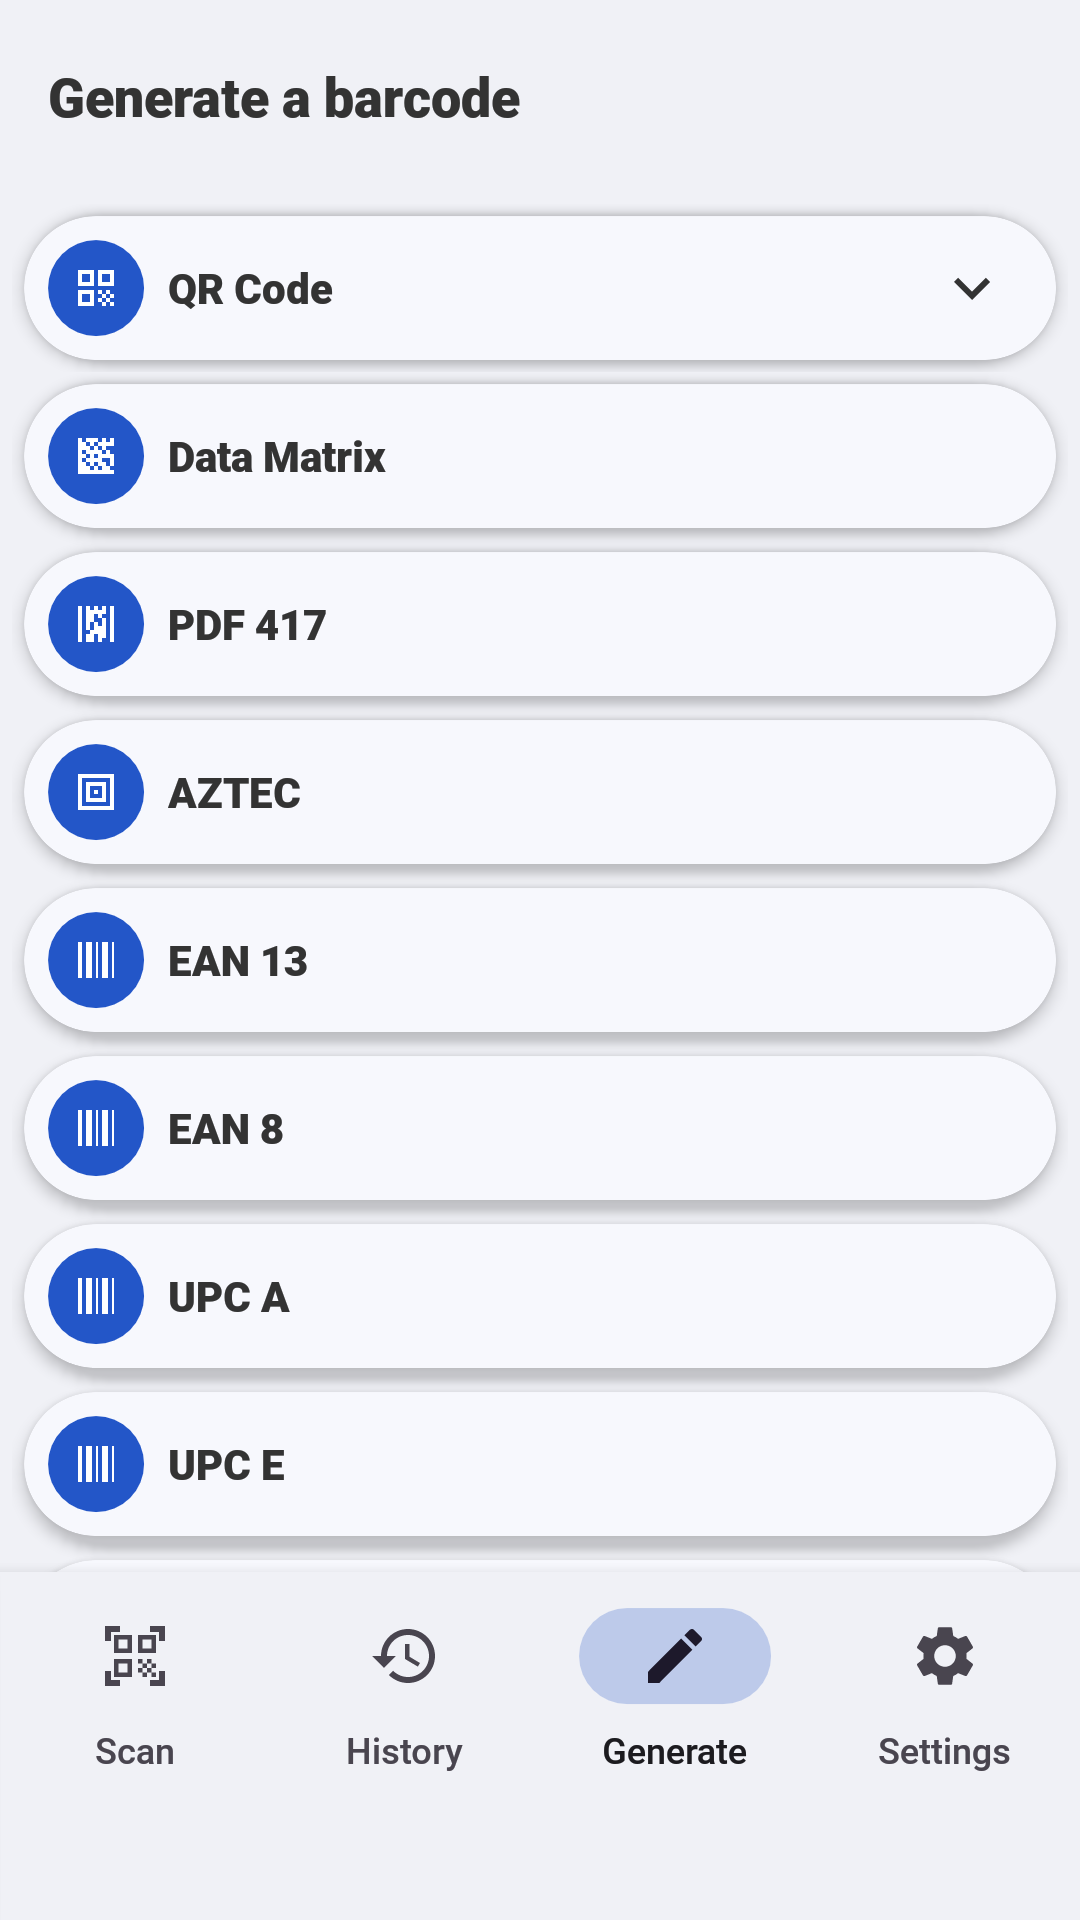 Generate a barcode
QR Code
Data Matrix
PDF 417
AZTEC
EAN 13
EAN 8
UPC A
UPC E
Scan
History
Generate
Settings